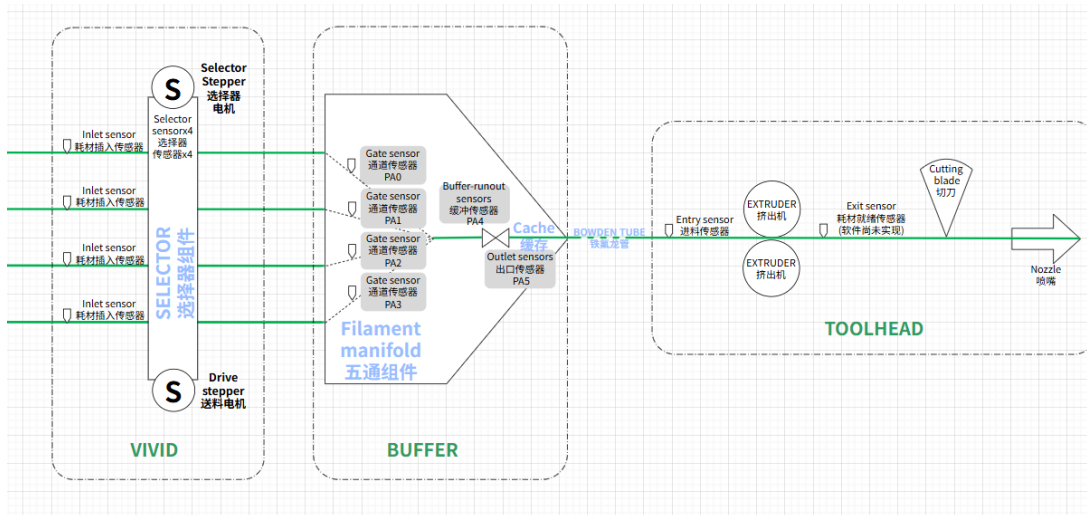 S
Selector
Stepper
选择器
电机
Selector
sensorx4
选择器
传感器x4
Inlet sensor
耗材插入传感器
Inlet sensor
耗材插入传感器
Inlet sensor
耗材插入传感器
Inlet sensor
耗材插入传感器
SELECTOR
选择器组件
S
Drive
stepper
送料电机
VIVID
Gate sensor
通道传感器
PA0
Gate sensor
通道传感器
PA1
Gate sensor
通道传感器
PA2
Gate sensor
通道传感器
PA3
Buffer-runout
sensors
缓冲传感器
PA4
Cache
缓存
Outlet sensors
出口传感器
PA5
Filament
manifold
五通组件
BUFFER
BOWDEN TUBE
铁氟龙管
Entry sensor
进料传感器
EXTRUDER
挤出机
EXTRUDER
挤出机
Exit sensor
耗材就绪传感器
(软件尚未实现)
Cutting
blade
切刀
Nozzle
喷嘴
TOOLHEAD